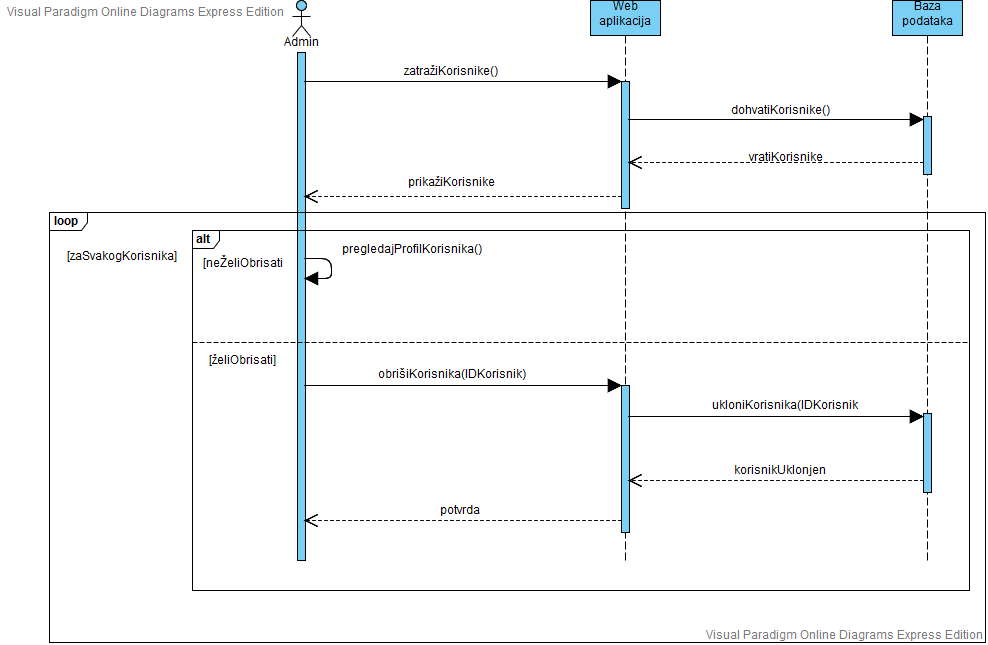 Visual Paradigm Online Diagrams Express Edition
Admin
Web
aplikacija
Baza
podataka
zatražiKorisnike()
dohvatiKorisnike()
vratiKorisnike
prikažiKorisnike
loop
[zaSvakogKorisnika]
alt
[neŽeliObrisati
pregledajProfilKorisnika()
[želiObrisati]
obrišiKorisnika(IDKorisnik)
ukloniKorisnika(IDKorisnik
korisnikUklonjen
potvrda
Visual Paradigm Online Diagrams Express Edition